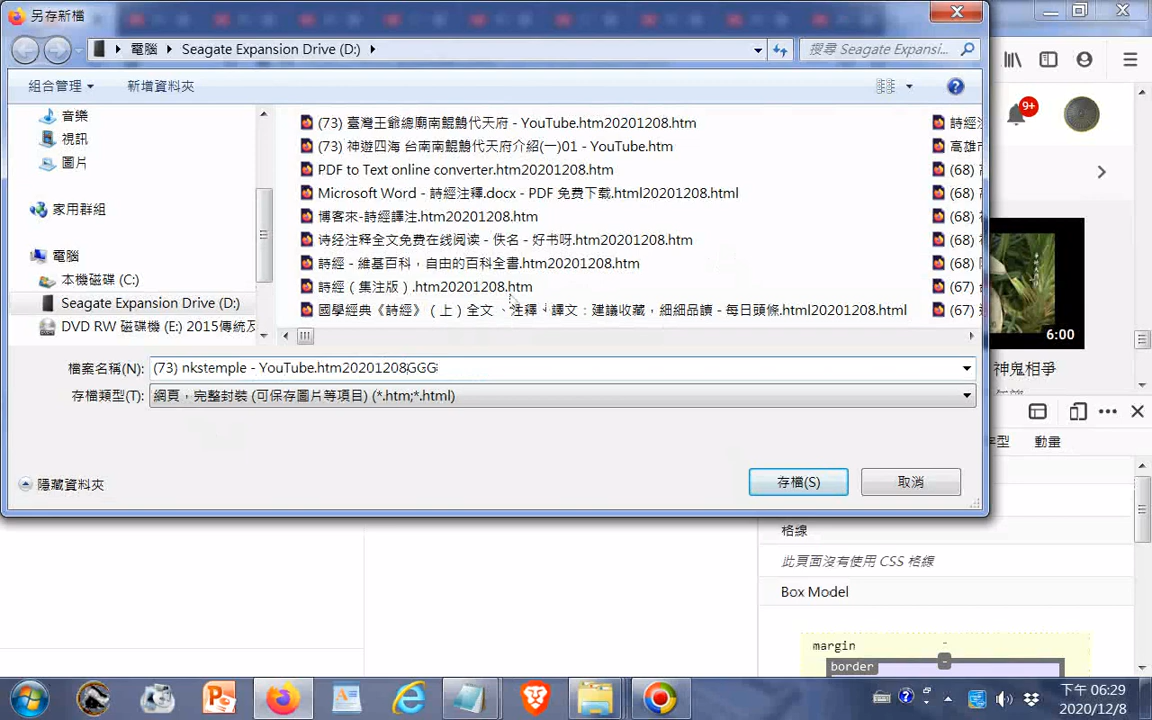 另存新檔
電腦 Seagate Expansion Drive (D:)
搜尋 Seagate Expansi...
組合管理 新增資料夾
音樂
視訊
圖片
家用群組
電腦
本機磁碟 (C:)
Seagate Expansion Drive (D:)
DVD RW 磁碟機 (E:) 2015傳統及
(73) 臺灣王爺總廟南鯤鯓代天府 - YouTube.htm20201208.htm
(73) 神遊四海 台南南鯤鯓代天府介紹(一)01 - YouTube.htm
PDF to Text online converter.htm20201208.htm
Microsoft Word - 詩經注釋.docx - PDF 免费下载.html20201208.html
博客來-詩經譯注.htm20201208.htm
诗经注释全文免费在线阅读 - 佚名 - 好书呀.htm20201208.htm
詩經 - 維基百科，自由的百科全書.htm20201208.htm
詩經（集注版）.htm20201208.htm
國學經典《詩經》（上）全文、注釋、譯文：建議收藏，細細品讀 - 每日頭條.html20201208.html
詩經
高雄市
(68)
(68)
(68)
(68)
(67)
(67)
檔案名稱(N): (73) nkstemple - YouTube.htm20201208GGG
存檔類型(T): 網頁，完整封裝 (可保存圖片等項目) (*.htm;*.html)
隱藏資料夾
存檔(S)
取消
9+
6:00
神鬼相爭
字型 動畫
格線
此頁面沒有使用 CSS 格線
Box Model
margin
-
border
-
下午 06:29
2020/12/8